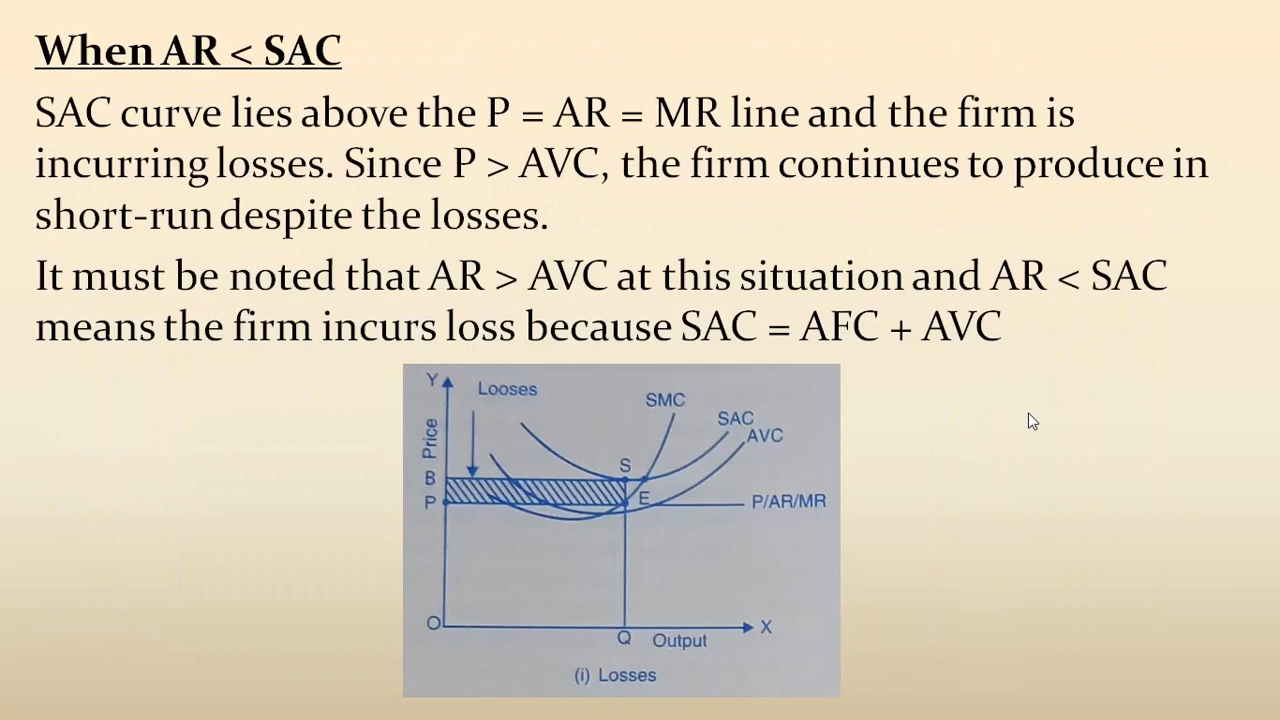 When AR < SAC
SAC curve lies above the P = AR = MR line and the firm is
incurring losses. Since P > AVC, the firm continues to produce in
short-run despite the losses.
It must be noted that AR > AVC at this situation and AR < SAC
means the firm incurs loss because SAC = AFC + AVC
Y
Looses
SMC
SAC
AVC
Price
S
B
E
P
P/AR/MR
O
X
Q
Output
(i) Losses